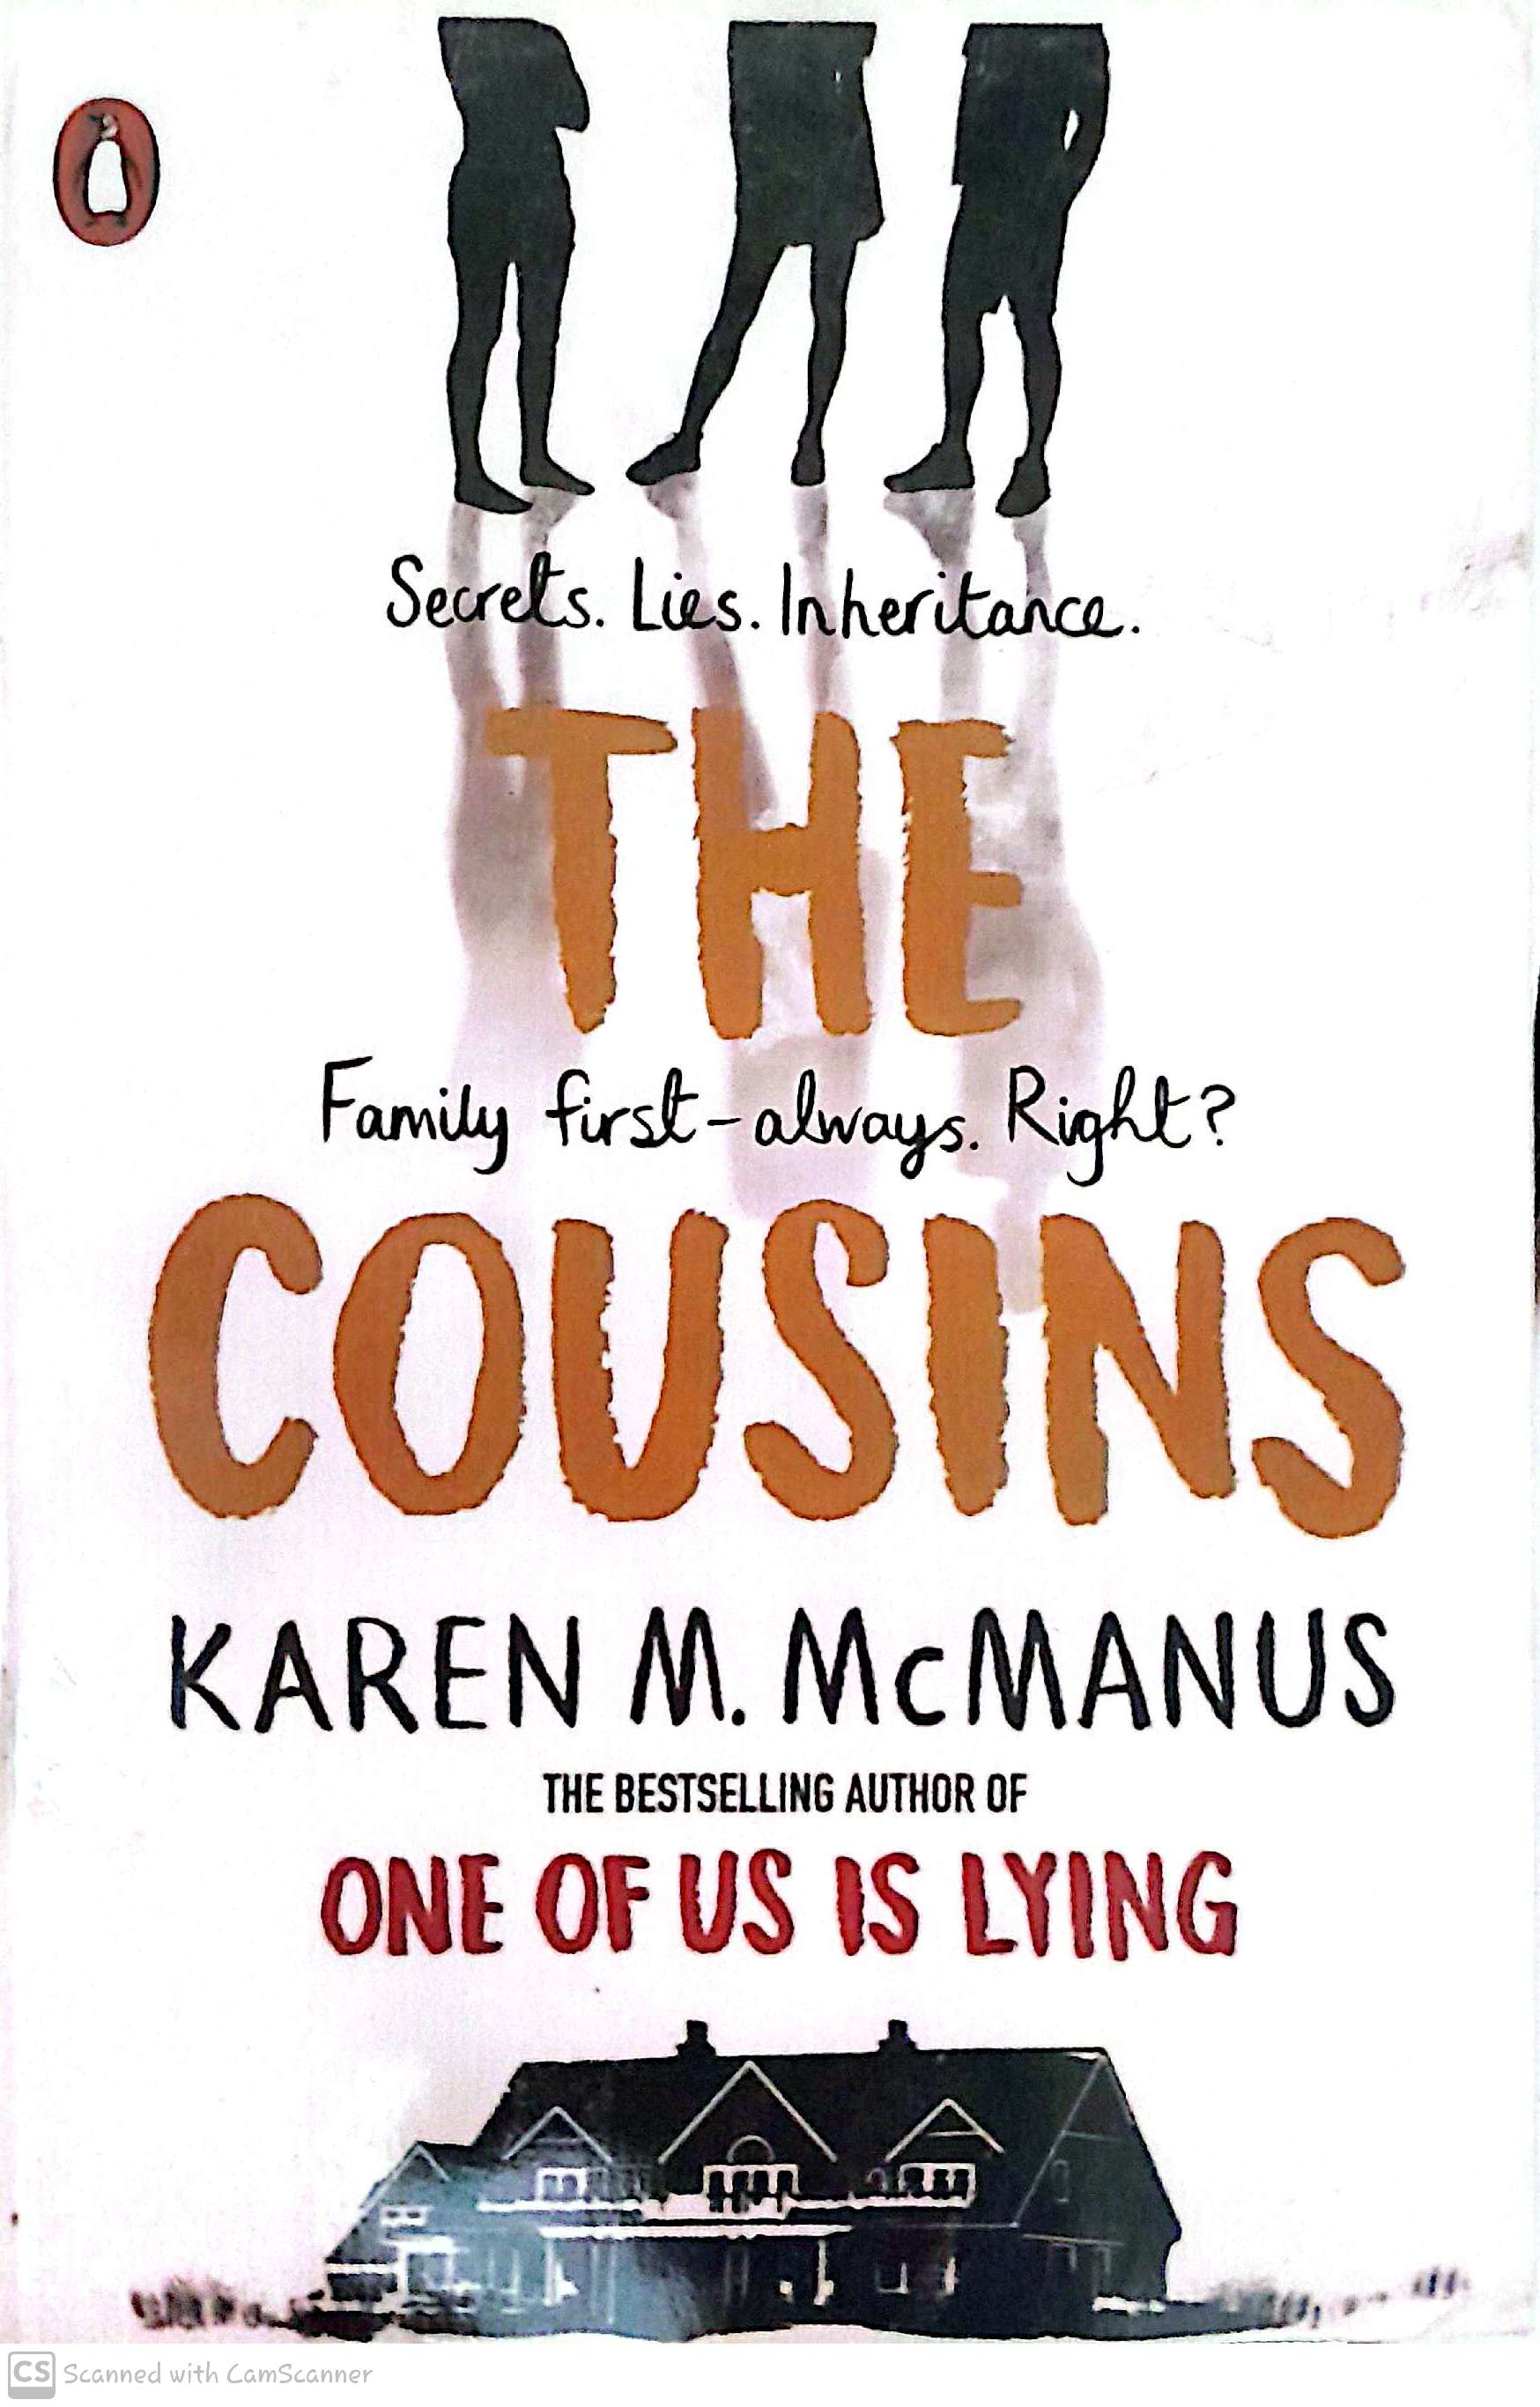 Secrets. Lies. Inheritance.
THE
Family first-always. Right?
COUSINS
KAREN M. McMANUS
THE BESTSELLING AUTHOR OF
ONE OF US IS LYING
CS Scanned with CamScanner